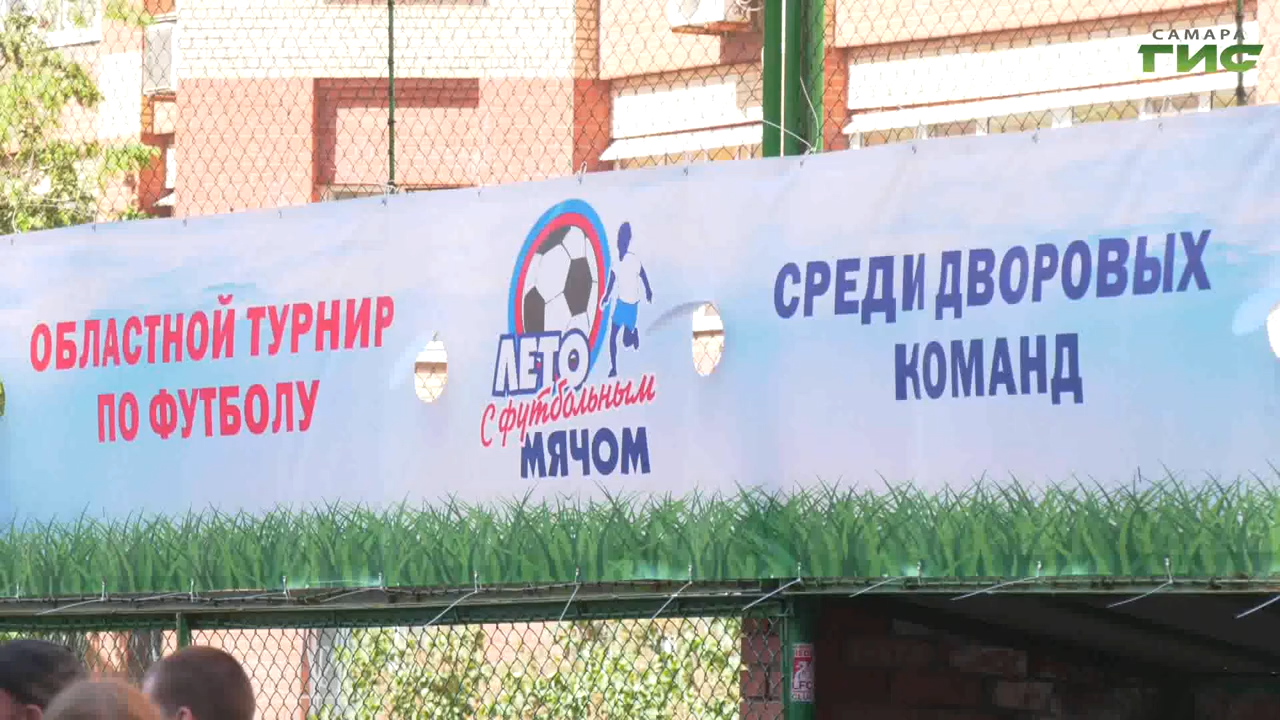 САМАРА
ГИС
ОБЛАСТНОЙ ТУРНИР
ПО ФУТБОЛУ
ЛЕТО
С футбольным
МЯЧОМ
СРЕДИ ДВОРОВЫХ
КОМАНД